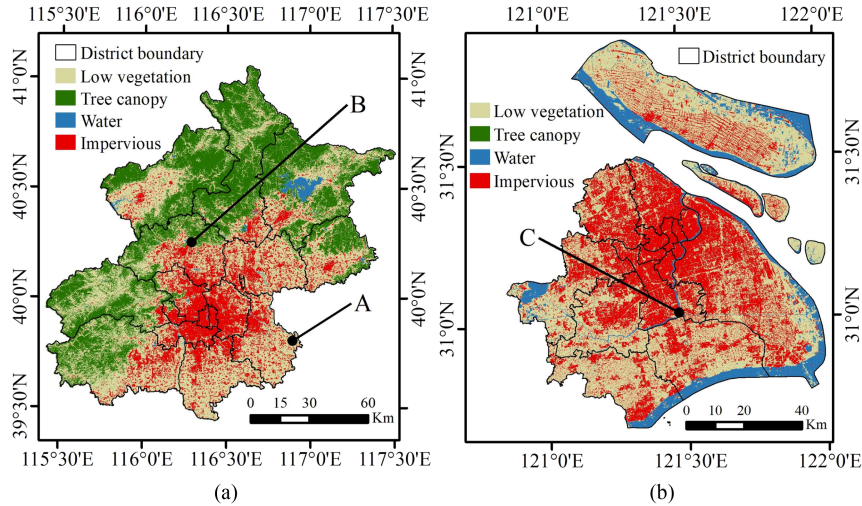 115°30'E 116°0'E 116°30'E 117°0'E
41°0'N
40°30'N
40°0'N
39°30'N
District boundary
Low vegetation
Tree canopy
Water
Impervious
B
A
0 15 30 60
Km
41°0'N
40°30'N
40°0'N
39°30'N
115°30'E 116°0'E 116°30'E 117°0'E 117°30'E
(a)
121°0'E 121°30'E 122°0'E
District boundary
Low vegetation
Tree canopy
Water
Impervious
C
31°30'N
31°0'N
0 10 20 40
Km
31°30'N
31°0'N
121°0'E 121°30'E 122°0'E
(b)